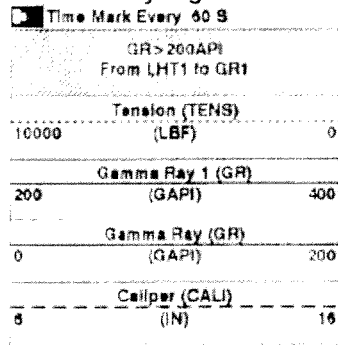 Time Mark Every 60 S
GR>200API
From LHT1 to GR1
Tension (TENS)
10000 (LBF) 0
Gamma Ray 1 (GR)
200 (GAPI) 400
Gamma Ray (GR)
0 (GAPI) 200
Caliper (CALI)
6 (IN) 16